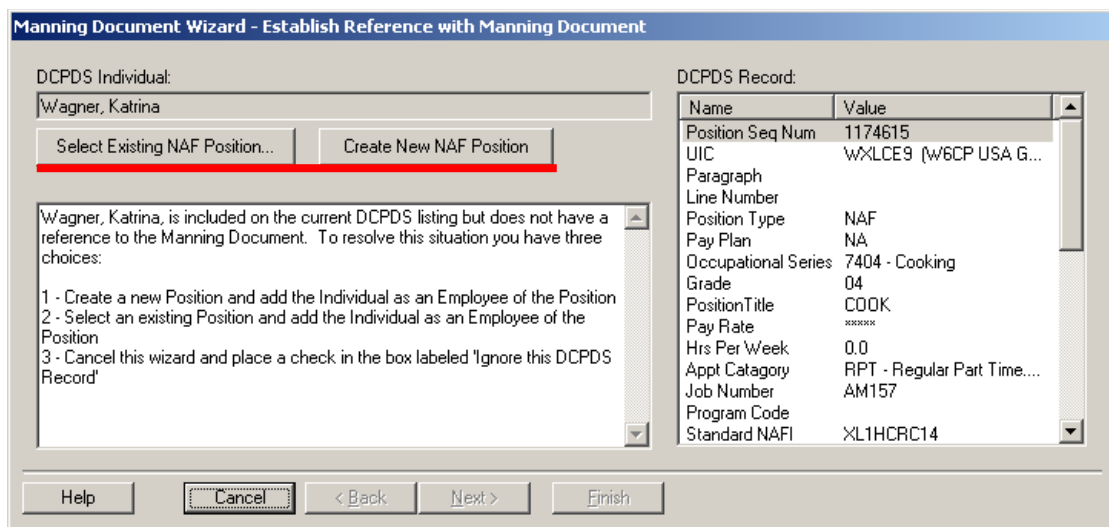 Manning Document Wizard - Establish Reference with Manning Document
DCPDS Individual:
Wagner, Katrina
Select Existing NAF Position...
Create New NAF Position
Wagner, Katrina, is included on the current DCPDS listing but does not have a
reference to the Manning Document. To resolve this situation you have three
choices:
1 - Create a new Position and add the Individual as an Employee of the Position
2 - Select an existing Position and add the Individual as an Employee of the
Position
3 - Cancel this wizard and place a check in the box labeled 'Ignore this DCPDS
Record'
DCPDS Record:
Name Value
Position Seq Num 1174615
UIC WXLCE9 (W6CP USA G...
Paragraph
Line Number
Position Type NAF
Pay Plan NA
Occupational Series 7404 - Cooking
Grade 04
PositionTitle COOK
Pay Rate *****
Hrs Per Week 0.0
Appt Catagory RPT - Regular Part Time....
Job Number AM157
Program Code
Standard NAFI XL1HCRC14
Help
Cancel
< Back
Next >
Finish